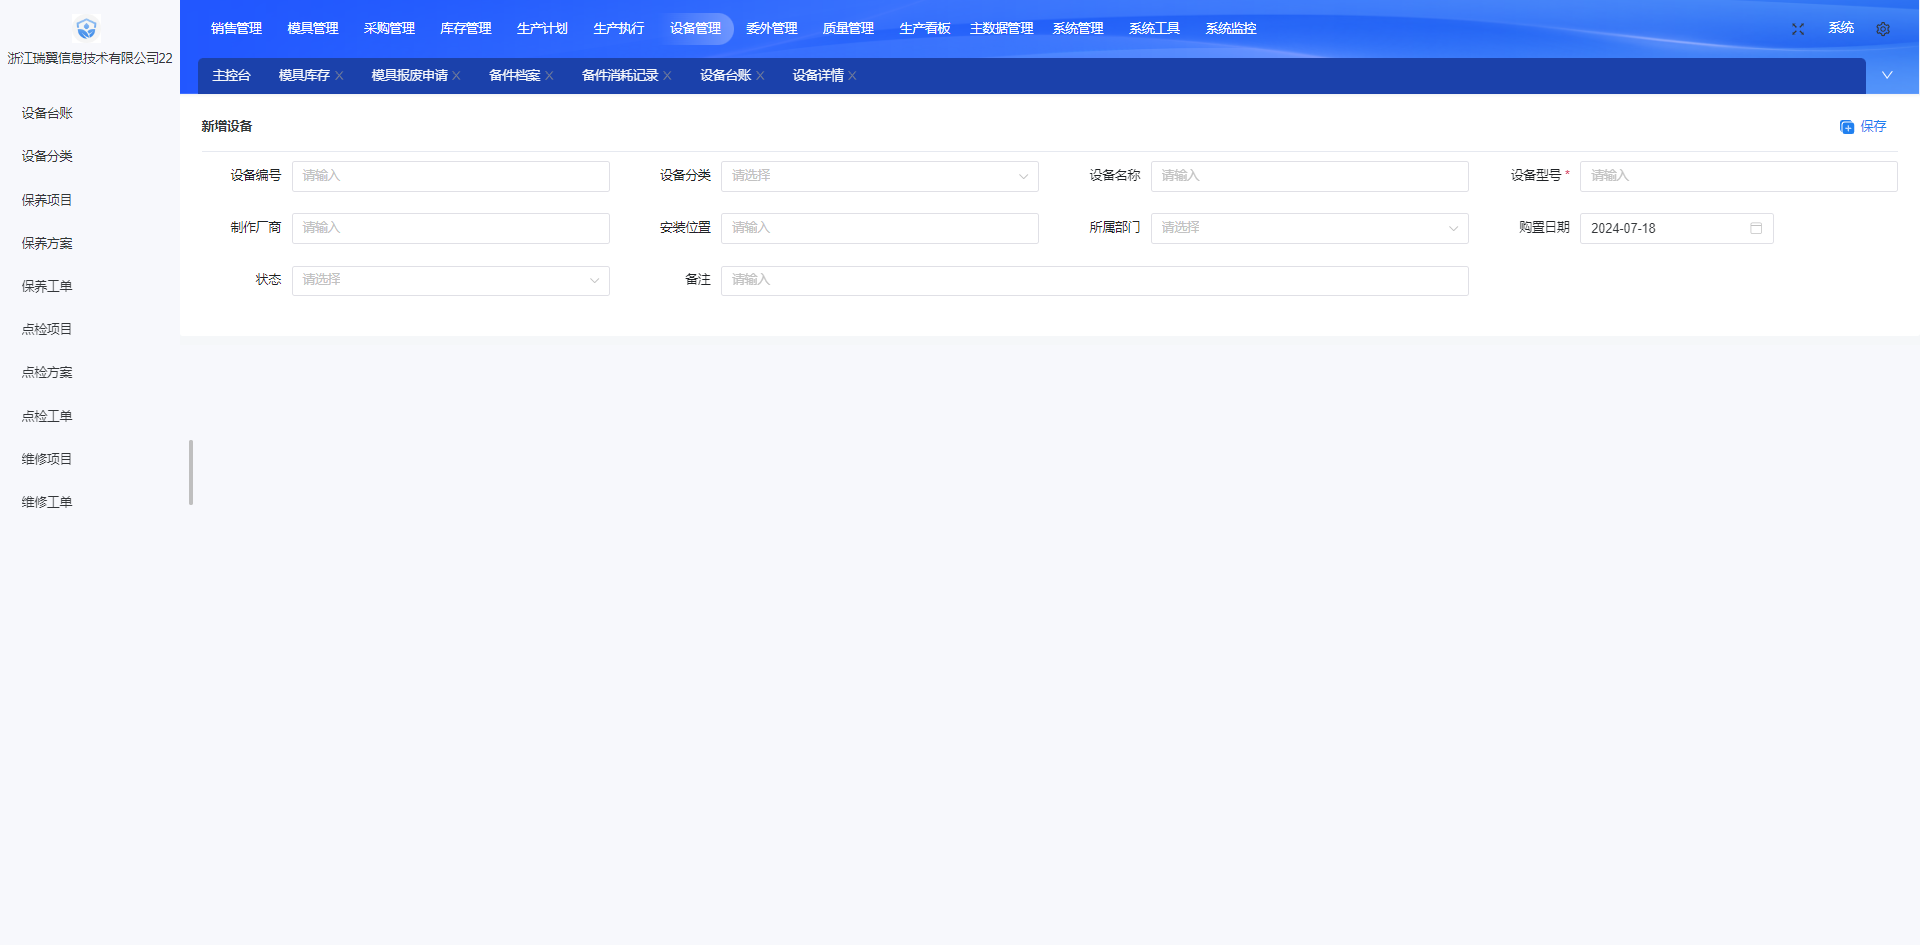 浙江瑞翼信息技术有限公司22
销售管理 模具管理 采购管理 库存管理 生产计划 生产执行 设备管理 委外管理 质量管理 生产看板 主数据管理 系统管理 系统工具 系统监控 系统
主控台 模具库存 模具报废申请 备件档案 备件消耗记录 设备台账 设备详情
设备台账
设备分类
保养项目
保养方案
保养工单
点检项目
点检方案
点检工单
维修项目
维修工单
新增设备 保存
设备编号 请输入 设备分类 请选择 设备名称 请输入 设备型号 * 请输入
制作厂商 请输入 安装位置 请输入 所属部门 请选择 购置日期 2024-07-18
状态 请选择 备注 请输入